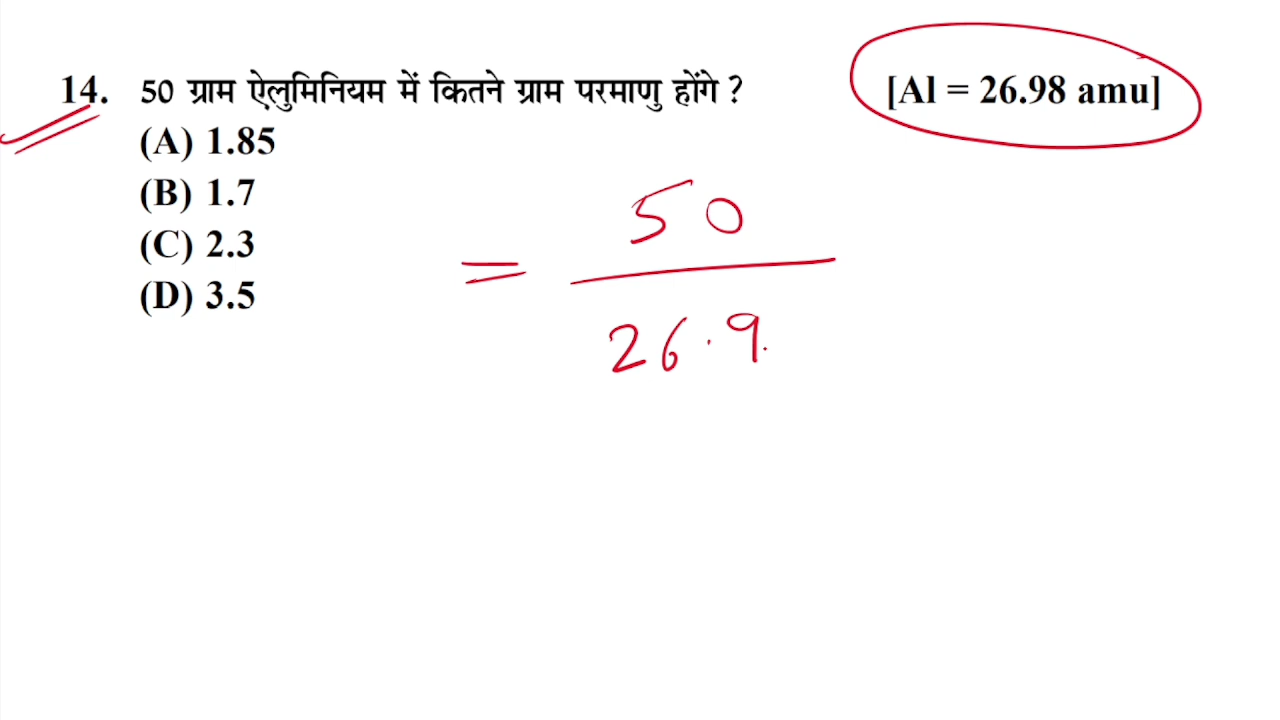 14. 50 ग्राम ऐलुमिनियम में कितने ग्राम परमाणु होंगे ? [Al = 26.98 amu]
(A) 1.85
(B) 1.7
(C) 2.3
(D) 3.5
= 50
26.9